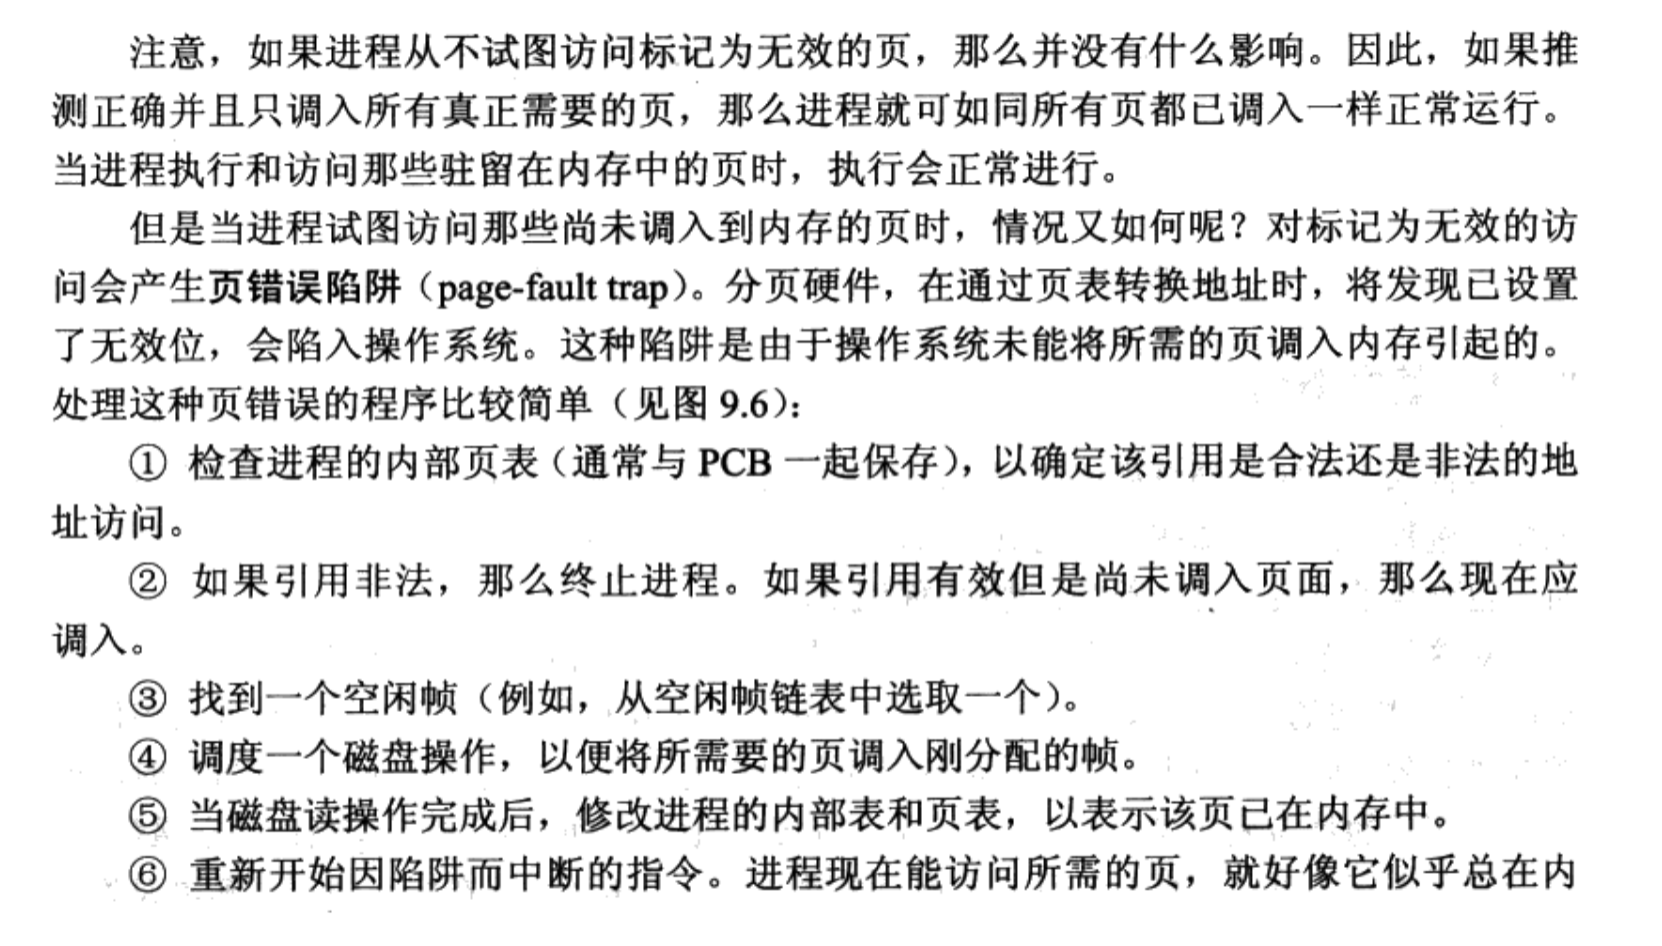 注意，如果进程从不试图访问标记为无效的页，那么并没有什么影响。因此，如果推
测正确并且只调入所有真正需要的页，那么进程就可如同所有页都已调入一样正常运行。
当进程执行和访问那些驻留在内存中的页时，执行会正常进行。
但是当进程试图访问那些尚未调入到内存的页时，情况又如何呢？对标记为无效的访
问会产生页错误陷阱（page-fault trap）。分页硬件，在通过页表转换地址时，将发现已设置
了无效位，会陷入操作系统。这种陷阱是由于操作系统未能将所需的页调入内存引起的。
处理这种页错误的程序比较简单（见图 9.6）：
① 检查进程的内部页表（通常与 PCB 一起保存），以确定该引用是合法还是非法的地
址访问。
② 如果引用非法，那么终止进程。如果引用有效但是尚未调入页面，那么现在应
调入。
③ 找到一个空闲帧（例如，从空闲帧链表中选取一个）。
④ 调度一个磁盘操作，以便将所需要的页调入刚分配的帧。
⑤ 当磁盘读操作完成后，修改进程的内部表和页表，以表示该页已在内存中。
⑥ 重新开始因陷阱而中断的指令。进程现在能访问所需的页，就好像它似乎总在内